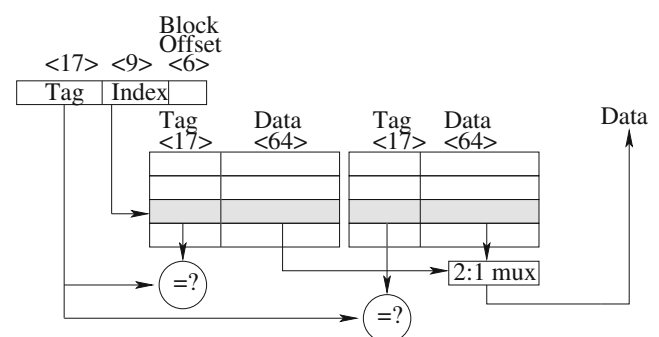 Block
Offset
<17> <9> <6>
Tag Index
Tag Data Tag Data Data
<17> <64> <17> <64>
=? 2:1 mux
=?